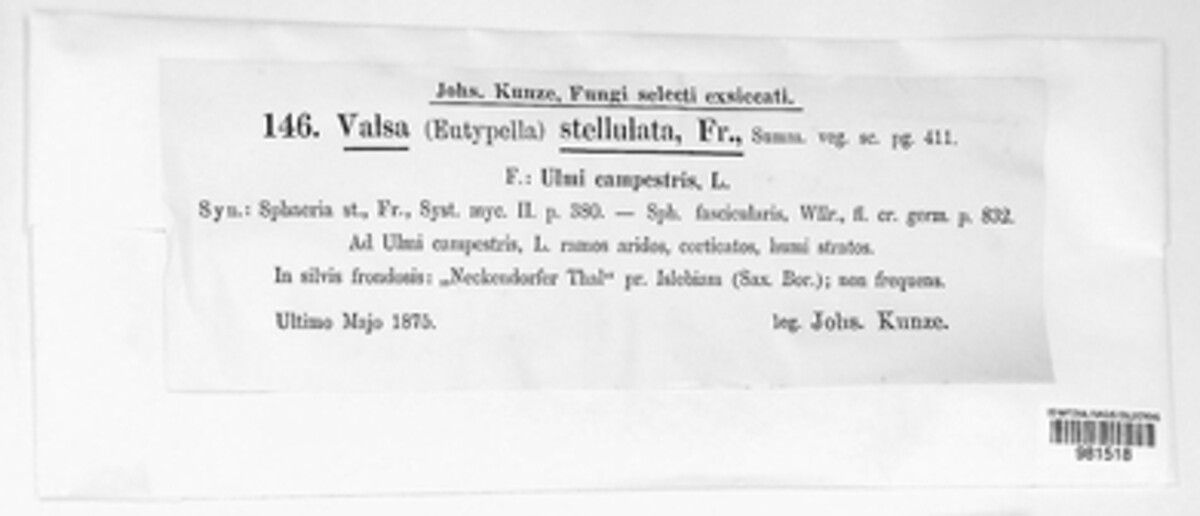 Johs. Kunze, Fungi selecti exsiccati.
146. Valsa (Eutypella) stellulata, Fr., Summ. veg. sc. pg. 411.
F.: Ulmi campestris, L.
Syn.: Sphaeria st., Fr., Syst. myc. II. p. 380. — Sph. fascicularis, Wllr., fl. cr. germ. p. 832.
Ad Ulmi campestris, L. ramos aridos, corticatos, humi stratos.
In silvis frondosis: „Neckendorfer Thal“ pr. Islebiam (Sax. Bor.); non frequens.
Ultimo Majo 1875.
leg. Johs. Kunze.
981518